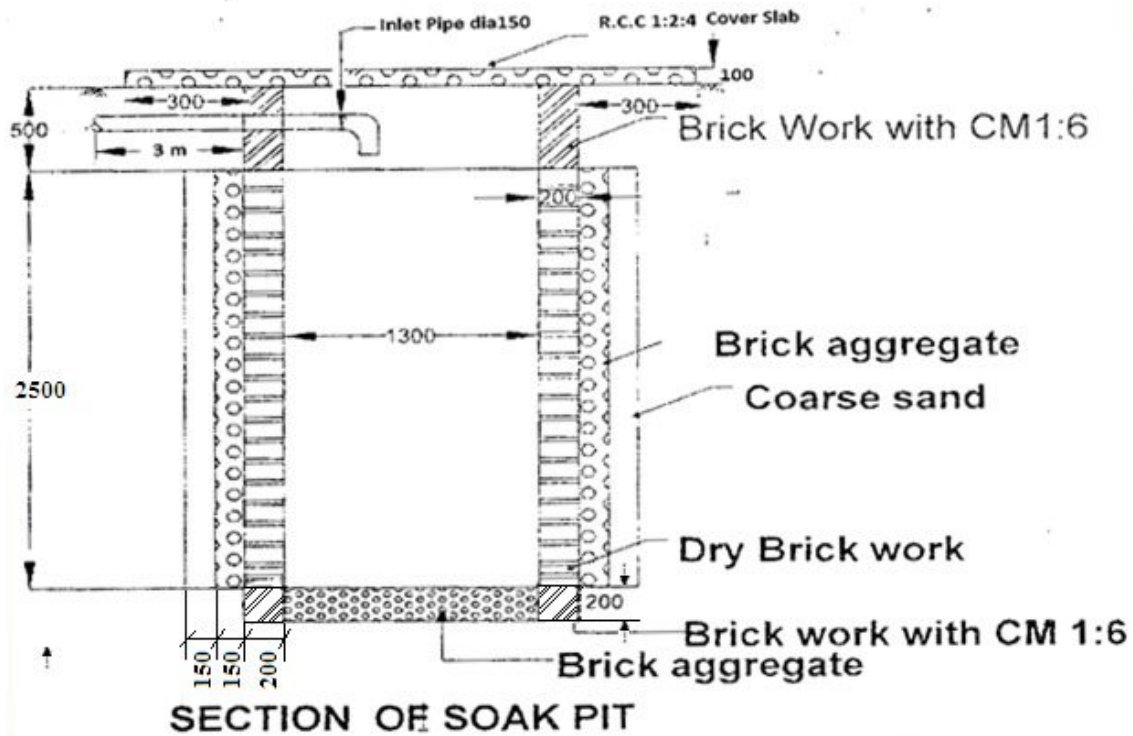 Inlet Pipe dia150
R.C.C 1:2:4 Cover Slab
100
300
300
500
3 m
Brick Work with CM1:6
200
1300
2500
Brick aggregate
Coarse sand
Dry Brick work
200
Brick work with CM 1:6
Brick aggregate
150
150
200
SECTION OF SOAK PIT